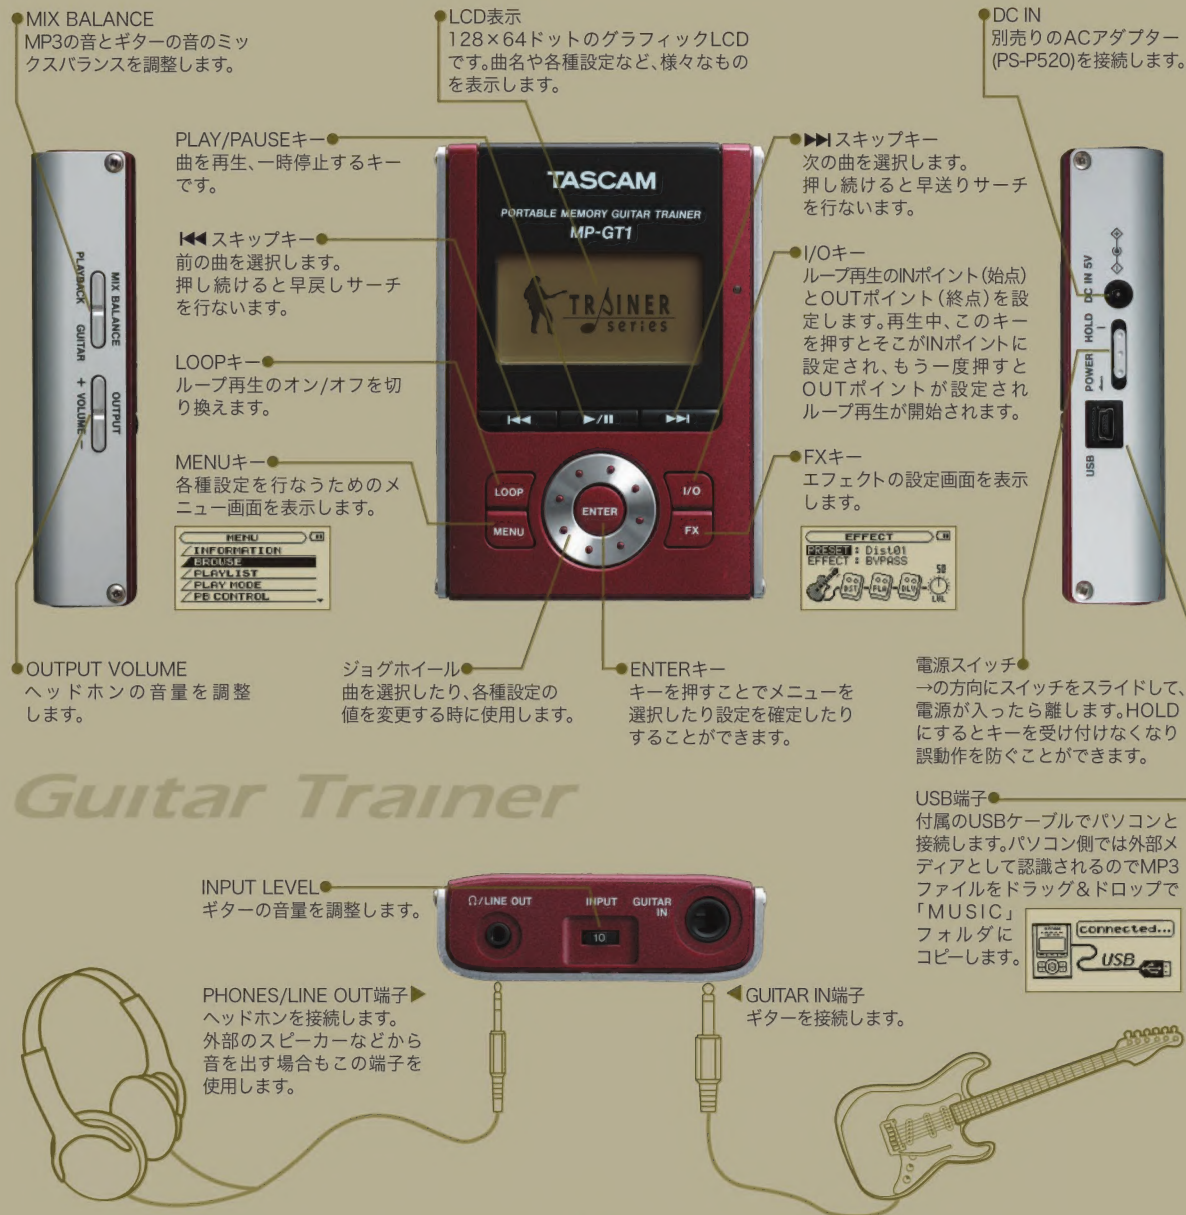 MIX BALANCE
MP3の音とギターの音のミッ
クスバランスを調整します。
LCD表示
128×64ドットのグラフィックLCD
です。曲名や各種設定など、様々なもの
を表示します。
DC IN
別売りのACアダプター
(PS-P520)を接続します。
PLAY/PAUSEキー
曲を再生、一時停止するキー
です。
⏮ スキップキー
前の曲を選択します。
押し続けると早戻しサーチ
を行ないます。
LOOPキー
ループ再生のオン/オフを切
り換えます。
MENUキー
各種設定を行なうためのメ
ニュー画面を表示します。
MENU
INFORMATION
BROWSE
PLAYLIST
PLAY MODE
PB CONTROL
MIX BALANCE
PLAYBACK GUITAR
OUTPUT
+ VOLUME −
TASCAM
PORTABLE MEMORY GUITAR TRAINER
MP-GT1
TRAINER
series
⏮ ▶/⏸ ⏭
LOOP
MENU
ENTER
I/O
FX
⏭ スキップキー
次の曲を選択します。
押し続けると早送りサーチ
を行ないます。
I/Oキー
ループ再生のINポイント(始点)
とOUTポイント(終点)を設
定します。再生中、このキー
を押すとそこがINポイントに
設定され、もう一度押すと
OUTポイントが設定され
ループ再生が開始されます。
FXキー
エフェクトの設定画面を表示
します。
EFFECT
PRESET : Dist01
EFFECT : BYPASS
DST FLG DLY
50
LVL
DC IN 5V
POWER HOLD
USB
OUTPUT VOLUME
ヘッドホンの音量を調整
します。
ジョグホイール
曲を選択したり、各種設定の
値を変更する時に使用します。
ENTERキー
キーを押すことでメニューを
選択したり設定を確定したり
することができます。
電源スイッチ
→の方向にスイッチをスライドして、
電源が入ったら離します。HOLD
にするとキーを受け付けなくなり
誤動作を防ぐことができます。
Guitar Trainer
USB端子
付属のUSBケーブルでパソコンと
接続します。パソコン側では外部メ
ディアとして認識されるのでMP3
ファイルをドラッグ&ドロップで
「MUSIC」
フォルダに
コピーします。
connected...
USB
INPUT LEVEL
ギターの音量を調整します。
Ω/LINE OUT
INPUT
10
GUITAR
IN
PHONES/LINE OUT端子▶
ヘッドホンを接続します。
外部のスピーカーなどから
音を出す場合もこの端子を
使用します。
◀GUITAR IN端子
ギターを接続します。